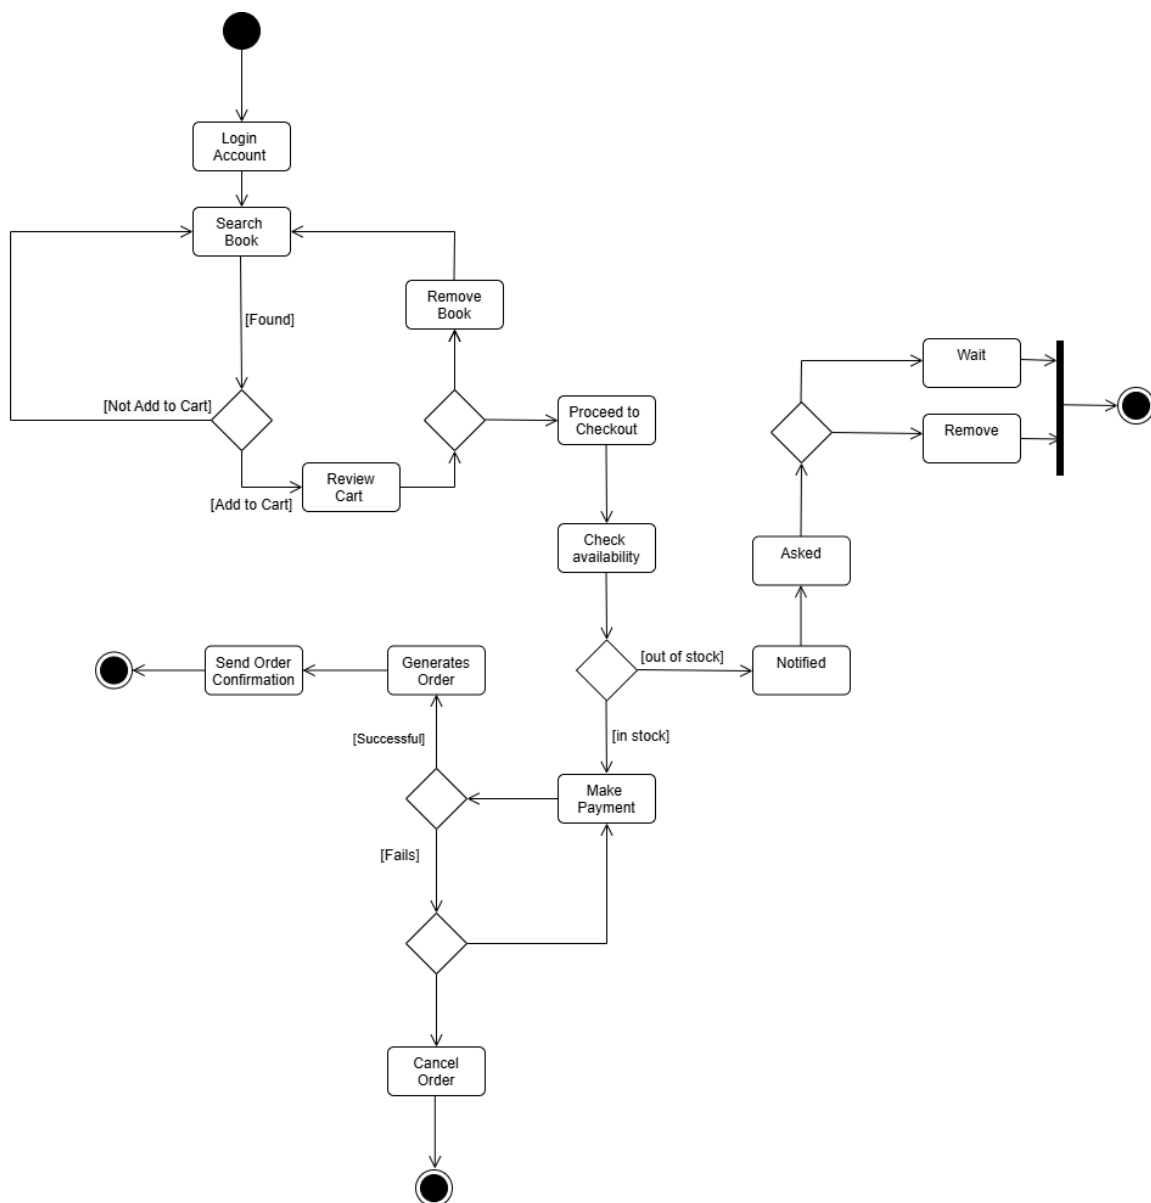 Login
Account
Search
Book
Remove
Book
[Found]
Wait
[Not Add to Cart]
Proceed to
Checkout
Remove
Review
Cart
[Add to Cart]
Check
availability
Asked
Send Order
Confirmation
Generates
Order
[out of stock]
Notified
[Successful]
[in stock]
Make
Payment
[Fails]
Cancel
Order